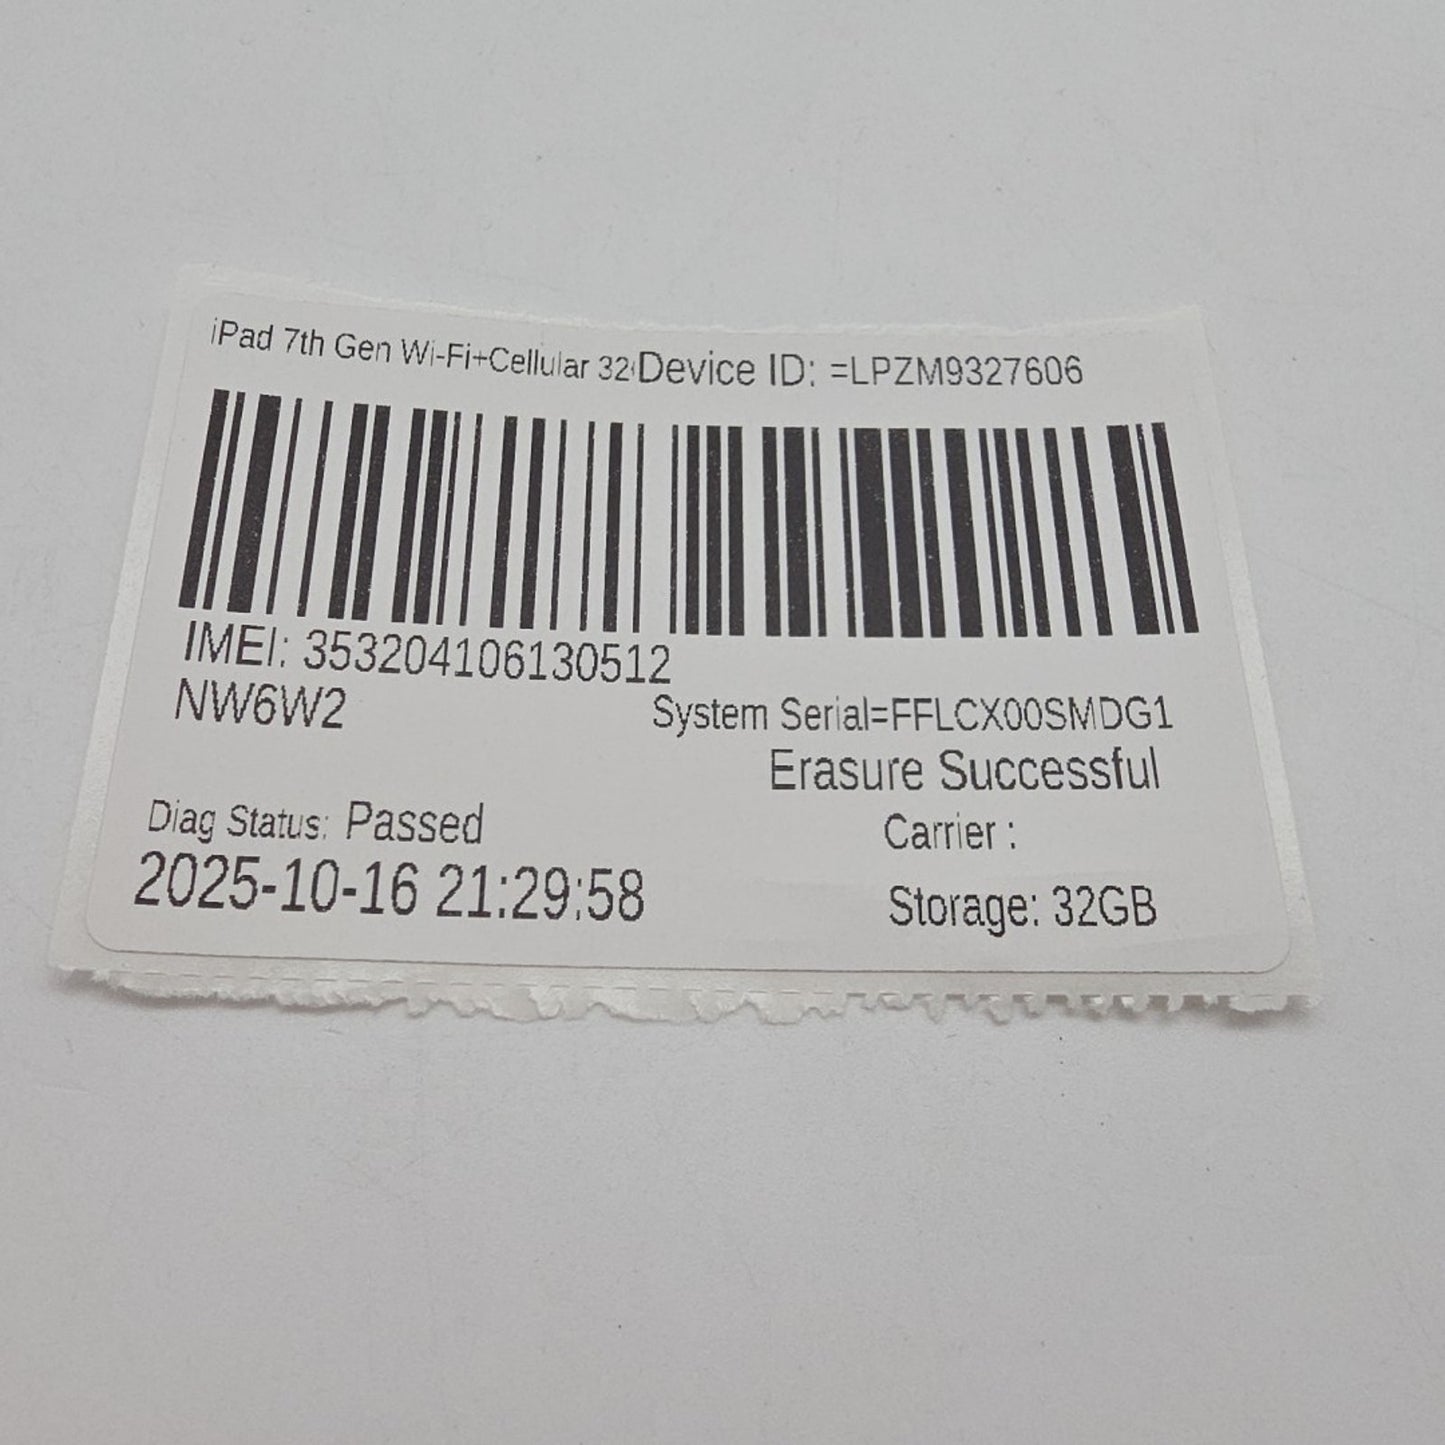 iPad 7th Gen Wi-Fi+Cellular 32 Device ID: =LPZM9327606
IMEI: 353204106130512
NW6W2
System Serial=FFLCX00SMDG1
Erasure Successful
Diag Status: Passed
Carrier :
2025-10-16 21:29:58
Storage: 32GB